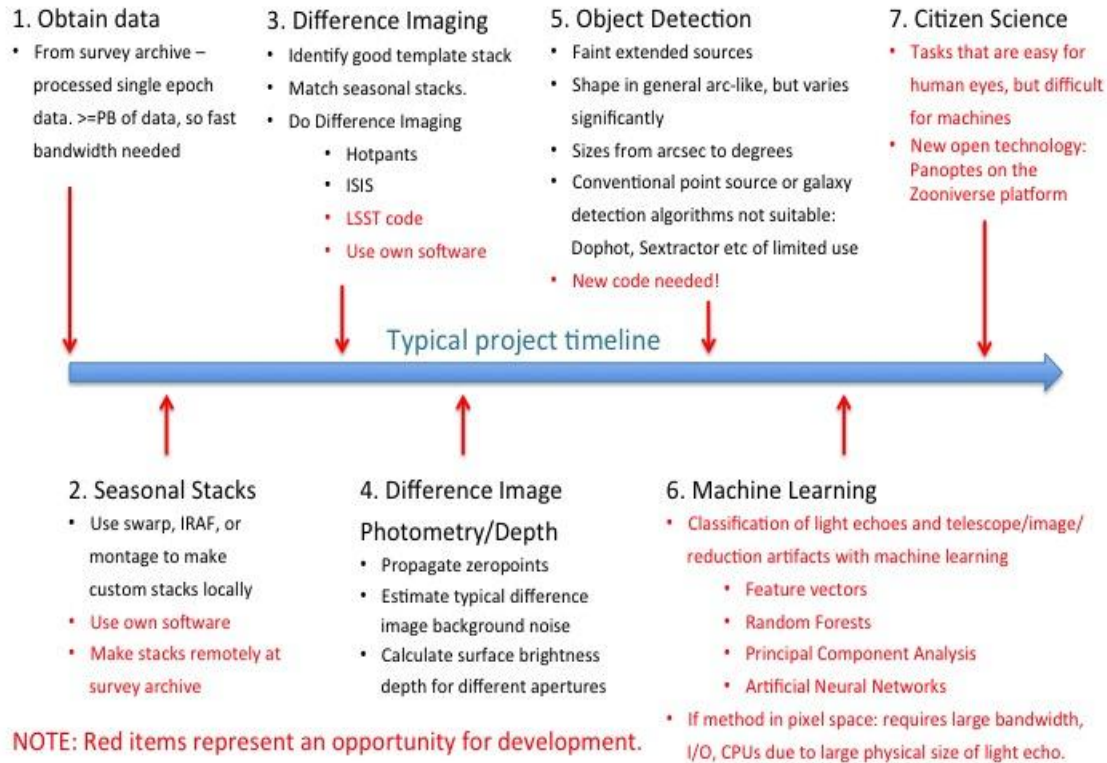 1. Obtain data
• From survey archive –
processed single epoch
data. >=PB of data, so fast
bandwidth needed
3. Difference Imaging
• Identify good template stack
• Match seasonal stacks.
• Do Difference Imaging
• Hotpants
• ISIS
• LSST code
• Use own software
5. Object Detection
• Faint extended sources
• Shape in general arc-like, but varies
significantly
• Sizes from arcsec to degrees
• Conventional point source or galaxy
detection algorithms not suitable:
Dophot, Sextractor etc of limited use
• New code needed!
7. Citizen Science
• Tasks that are easy for
human eyes, but difficult
for machines
• New open technology:
Panoptes on the
Zooniverse platform
Typical project timeline
2. Seasonal Stacks
• Use swarp, IRAF, or
montage to make
custom stacks locally
• Use own software
• Make stacks remotely at
survey archive
4. Difference Image
Photometry/Depth
• Propagate zeropoints
• Estimate typical difference
image background noise
• Calculate surface brightness
depth for different apertures
6. Machine Learning
• Classification of light echoes and telescope/image/
reduction artifacts with machine learning
• Feature vectors
• Random Forests
• Principal Component Analysis
• Artificial Neural Networks
• If method in pixel space: requires large bandwidth,
I/O, CPUs due to large physical size of light echo.
NOTE: Red items represent an opportunity for development.